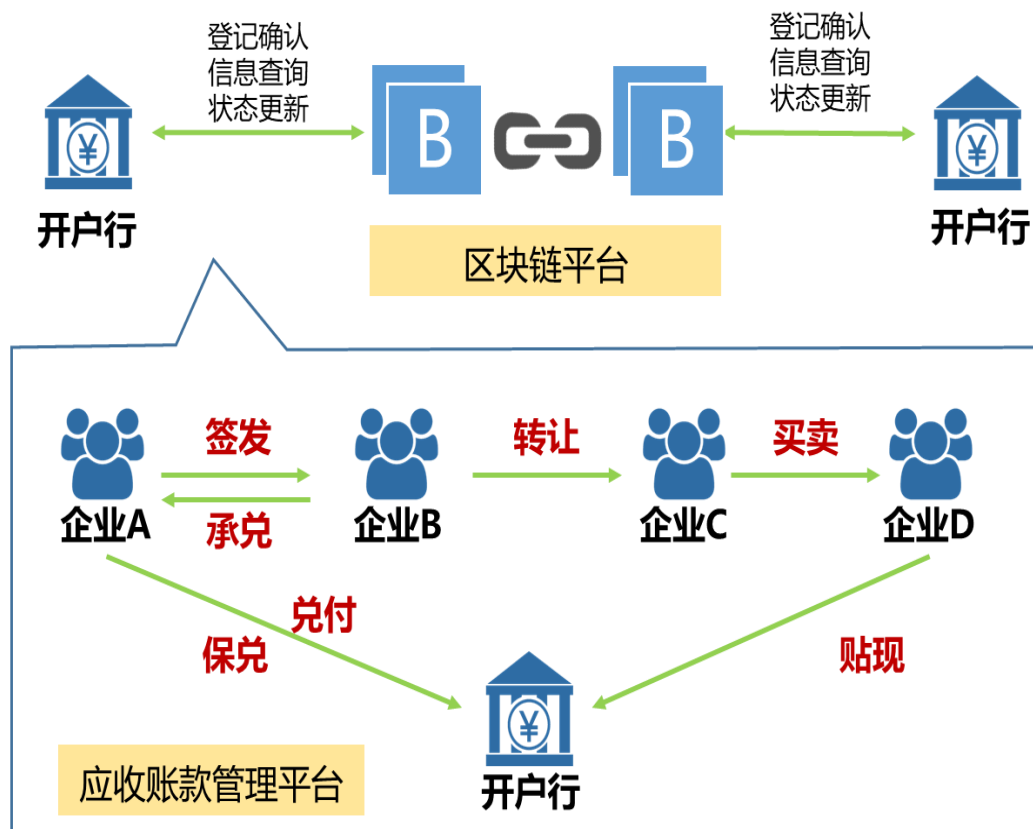 登记确认
信息查询
状态更新
登记确认
信息查询
状态更新
¥
B
B
¥
开户行
开户行
区块链平台
签发
转让
买卖
企业A
承兑
企业B
企业C
企业D
兑付
保兑
贴现
¥
应收账款管理平台
开户行